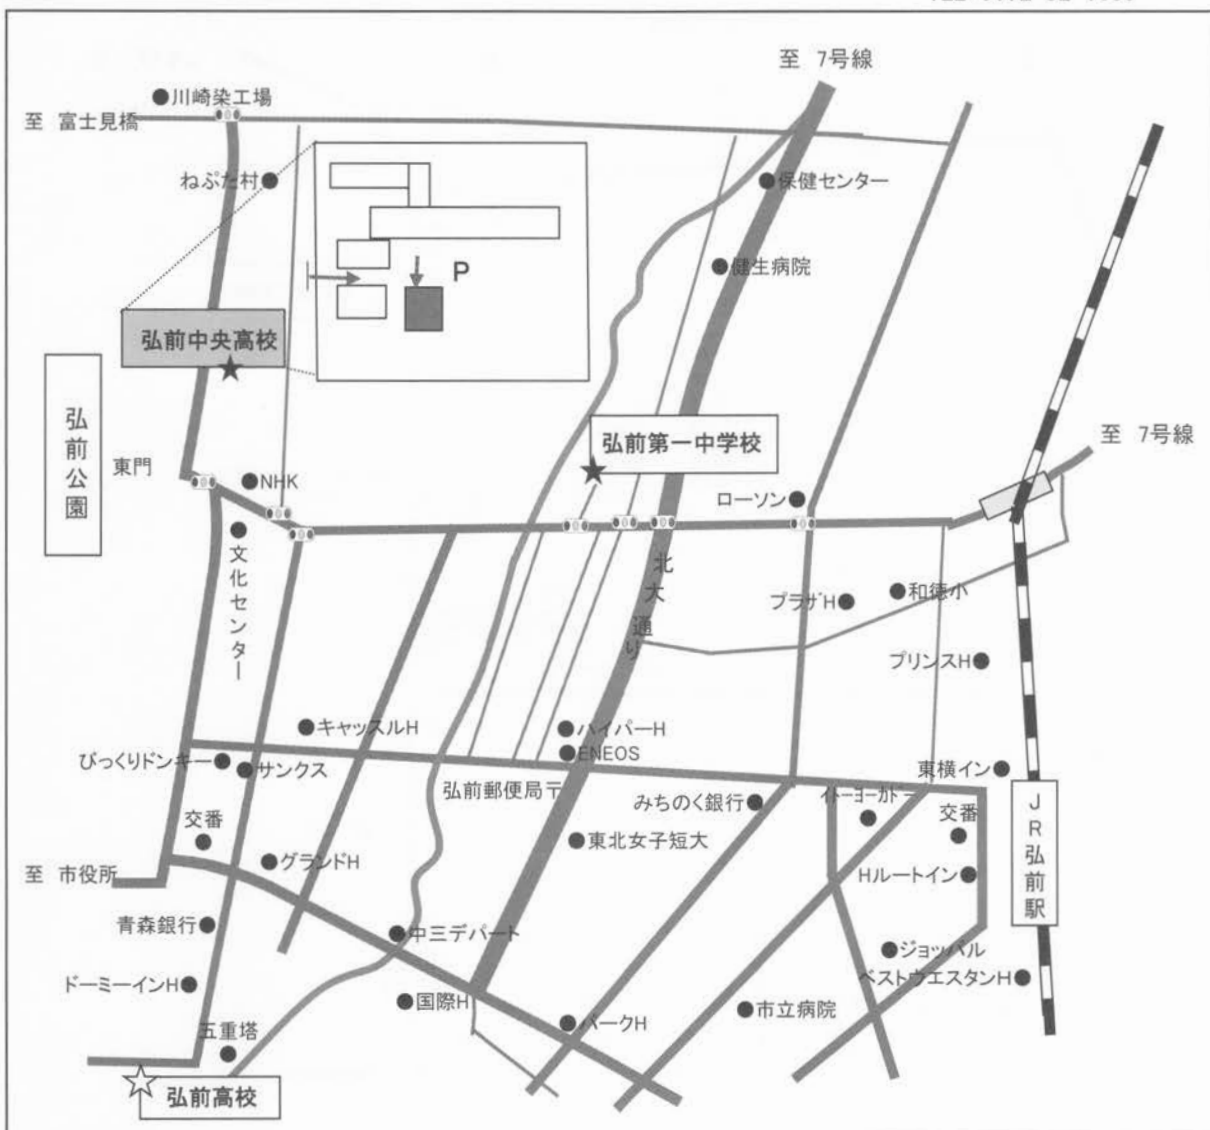 至 7号線
川崎染工場
至 富士見橋
ねぷた村
保健センター
P
健生病院
弘前中央高校
弘前公園
弘前第一中学校
至 7号線
東門
NHK
ローソン
文化センター
北大通り
プラザH
和徳小
プリンスH
キャッスルH
ハイパーH
ENEOS
びっくりドンキー
サンクス
東横イン
弘前郵便局〒
みちのく銀行
イトーヨーカドー
交番
交番
東北女子短大
JR弘前駅
グランドH
至 市役所
Hルートイン
青森銀行
中三デパート
ジョッパル
ドーミーインH
ベストウエスタンH
国際H
市立病院
五重塔
パークH
弘前高校